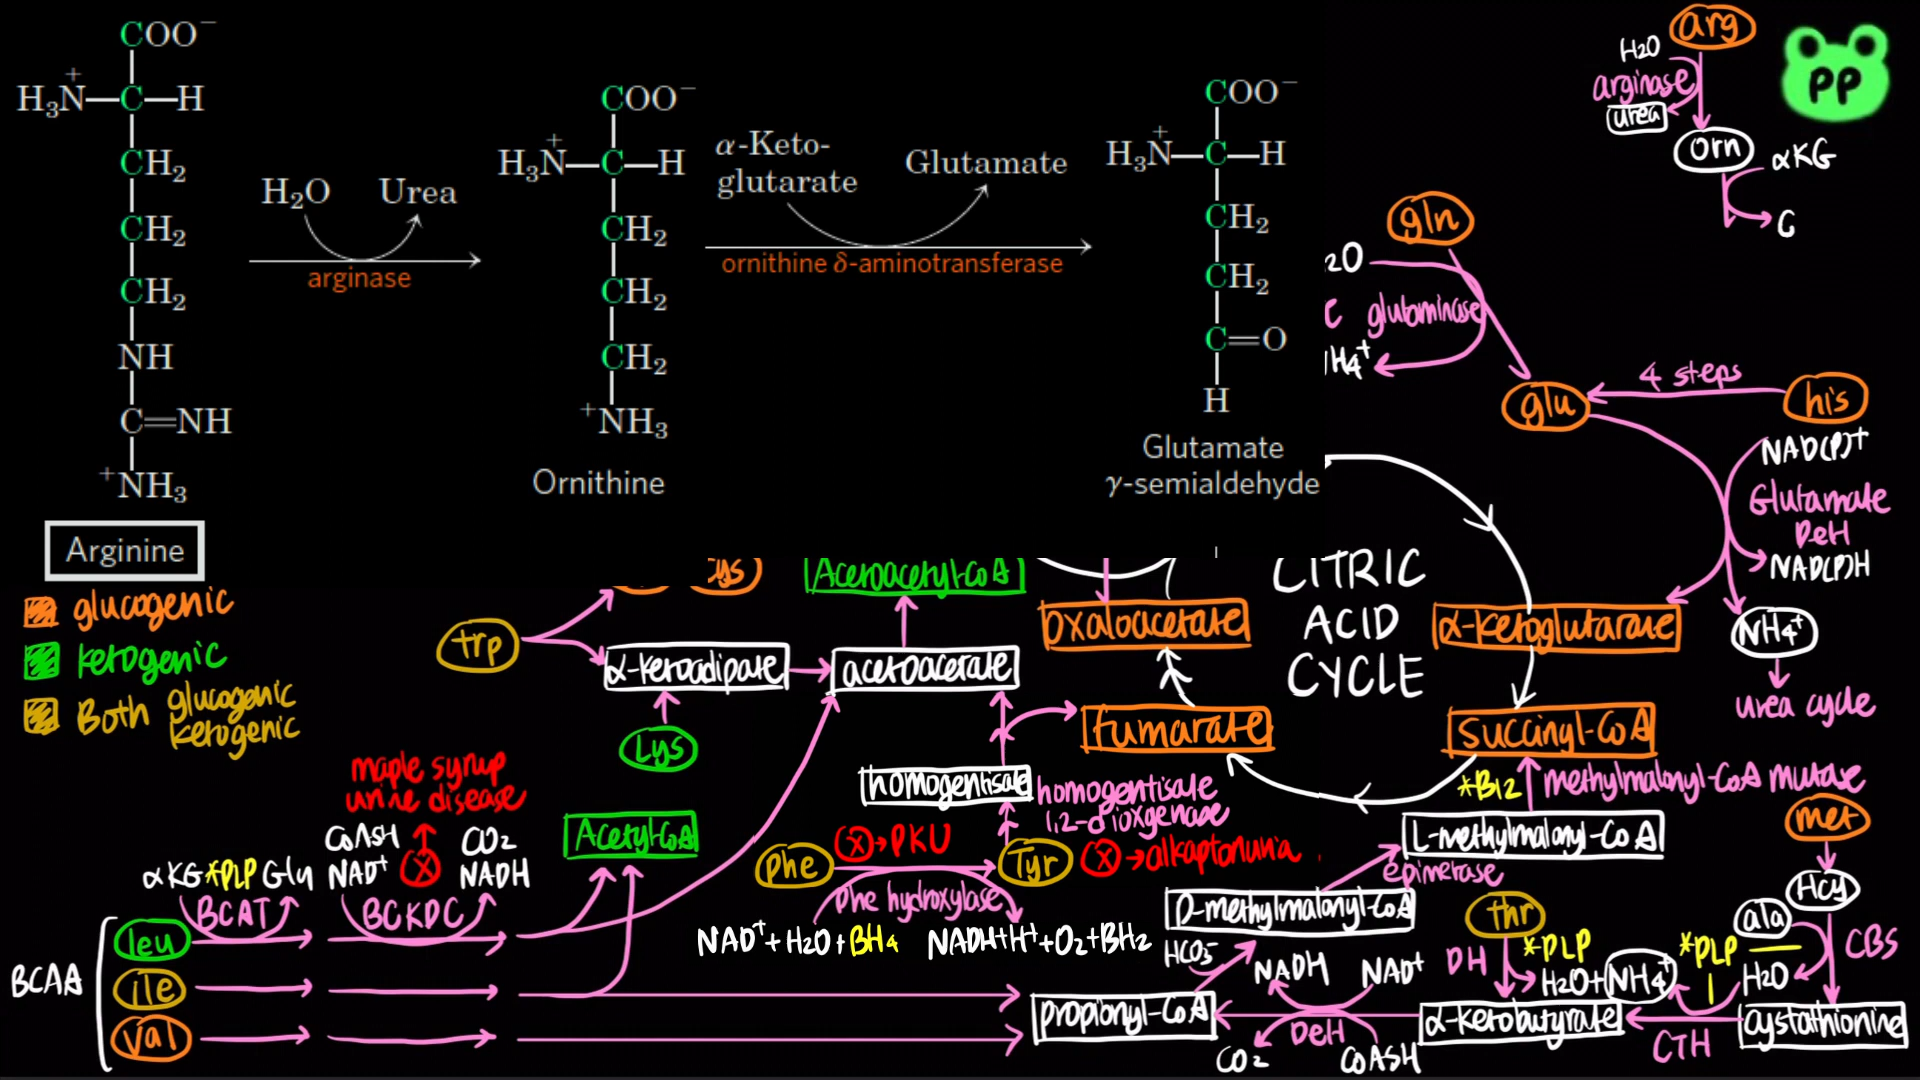 COO⁻
H₃N⁺—C—H
CH₂
CH₂
CH₂
NH
C=NH
⁺NH₃
Arginine
H₂O Urea
arginase
COO⁻
H₃N⁺—C—H
CH₂
CH₂
CH₂
⁺NH₃
Ornithine
α-Keto-
glutarate
Glutamate
ornithine δ-aminotransferase
COO⁻
H₃N⁺—C—H
CH₂
CH₂
C=O
H
Glutamate
γ-semialdehyde
arg
H2O
arginase
urea
orn
αKG
G
PP
gln
2O
glutaminase
H4⁺
glu
4 steps
his
NAD(P)⁺
Glutamate
DeH
NAD(P)H
NH4⁺
urea cycle
glucogenic
ketogenic
Both glucogenic
ketogenic
trp
cys
Acetoacetyl-CoA
α-ketoadipate
acetoacetate
Lys
oxaloacetate
CITRIC
ACID
CYCLE
α-ketoglutarate
fumarate
succinyl-CoA
*B12
methylmalonyl-CoA mutase
L-methylmalonyl-CoA
epimerase
D-methylmalonyl-CoA
HCO3⁻
homogentisate
homogentisate
1,2-dioxgenase
phe
X→PKU
Tyr
X→alkaptonuria
Phe hydroxylase
NAD⁺+H2O+BH4
NADH+H⁺+O2+BH2
maple syrup
urine disease
CoASH
NAD⁺
X
CO2
NADH
Acetyl-CoA
αKG *PLP Glu
BCAT
BCKDC
BCAA
leu
ile
val
propionyl-CoA
NADH NAD⁺
DeH
CO2 CoASH
α-ketobutyrate
thr
DH
*PLP
H2O+NH4⁺
*PLP
CTH
met
Hcy
ala
H2O
CBS
cystathionine